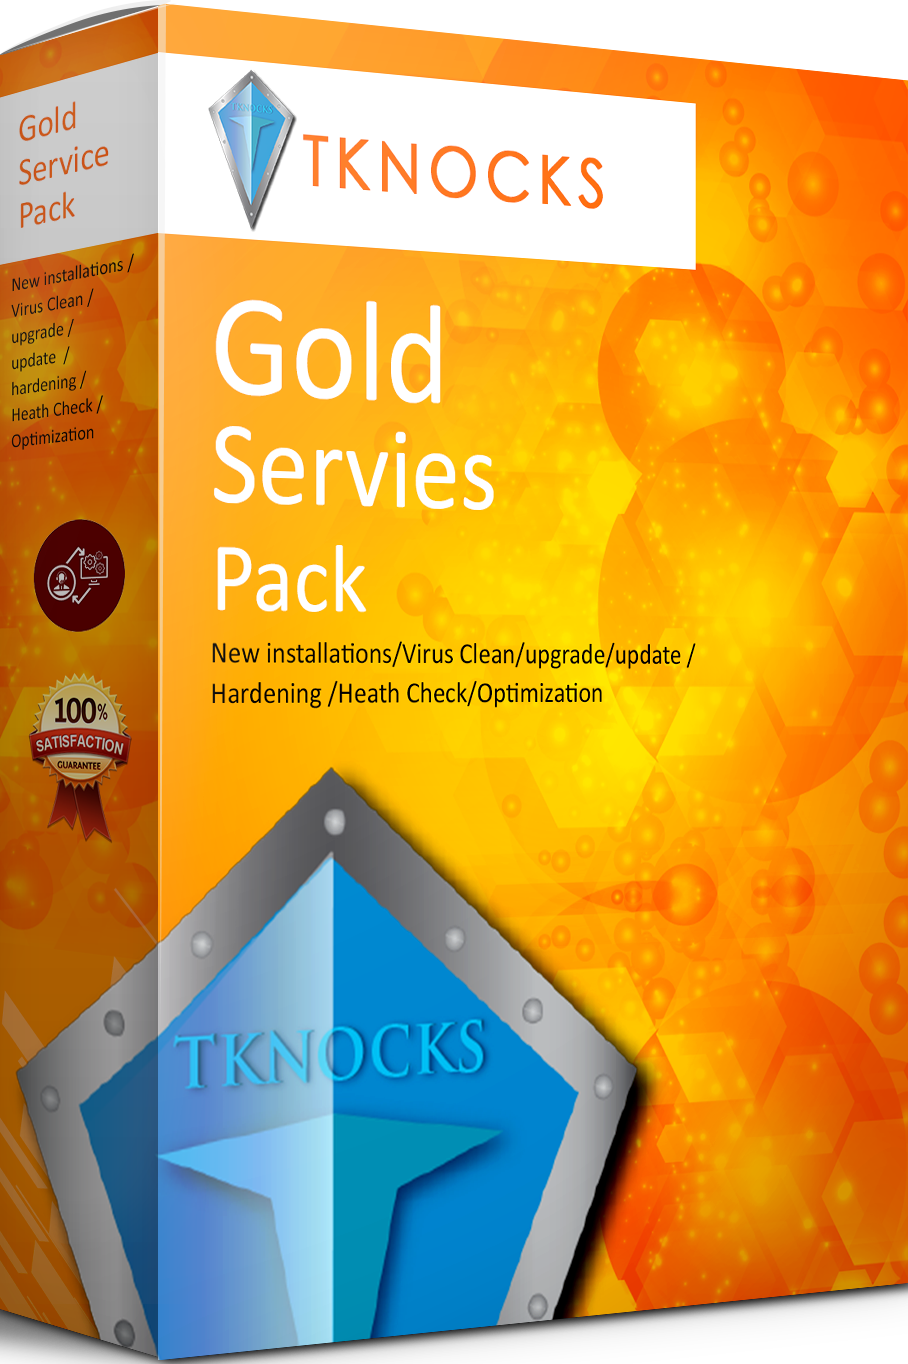 Gold
Service
Pack
New installations /
Virus Clean /
upgrade /
update /
hardening /
Heath Check /
Optimization
100%
SATISFACTION
GUARANTEE
TKNOCKS
TKNOCKS
Gold
Servies
Pack
New installations/Virus Clean/upgrade/update /
Hardening /Heath Check/Optimization
TKNOCKS